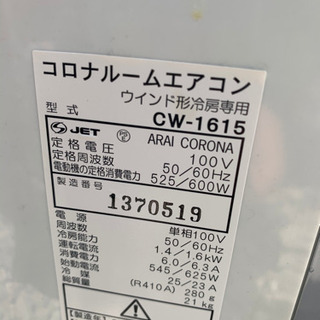 コロナルームエアコン
ウインド形冷房専用
型式 CW-1615
JET PS E ARAI CORONA
定格電圧 100V
定格周波数 50/60Hz
電動機の定格消費電力 525/600W
製造番号
1370519
電源 単相100V
周波数 50/60Hz
冷房能力 1.4/1.6kW
運転電流 6.0/6.3A
消費電力 545/625W
始動電流 25/23A
冷媒 (R410A) 280g
総質量 21kg
【製造年】